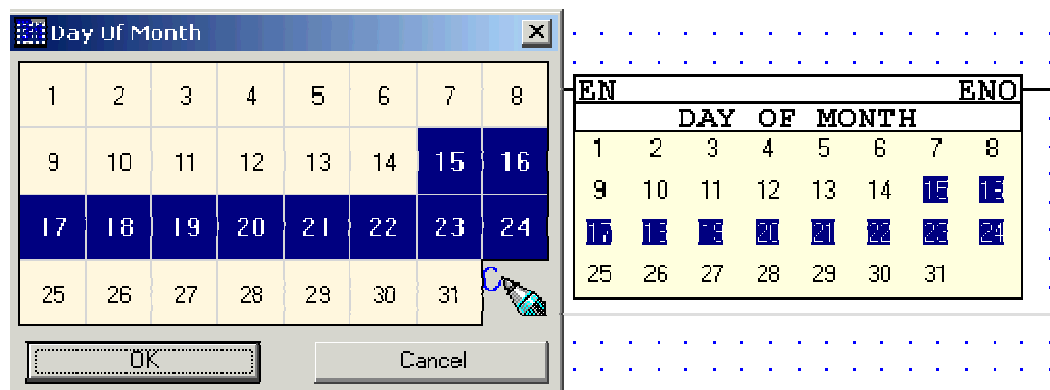 Day Of Month
1 2 3 4 5 6 7 8
9 10 11 12 13 14 15 16
17 18 19 20 21 22 23 24
25 26 27 28 29 30 31 C
OK Cancel
EN ENO
DAY OF MONTH
1 2 3 4 5 6 7 8
9 10 11 12 13 14 15
20 21
25 26 27 28 29 30 31